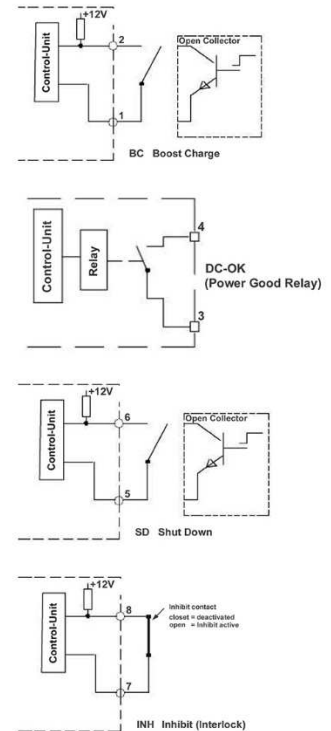 +12V
2
Control-Unit
Open Collector
1
BC Boost Charge
Control-Unit
Relay
4
DC-OK
(Power Good Relay)
3
+12V
6
Control-Unit
Open Collector
5
SD Shut Down
+12V
8
Control-Unit
Inhibit contact
closet = deactivated
open = Inhibit active
7
INH Inhibit (Interlock)